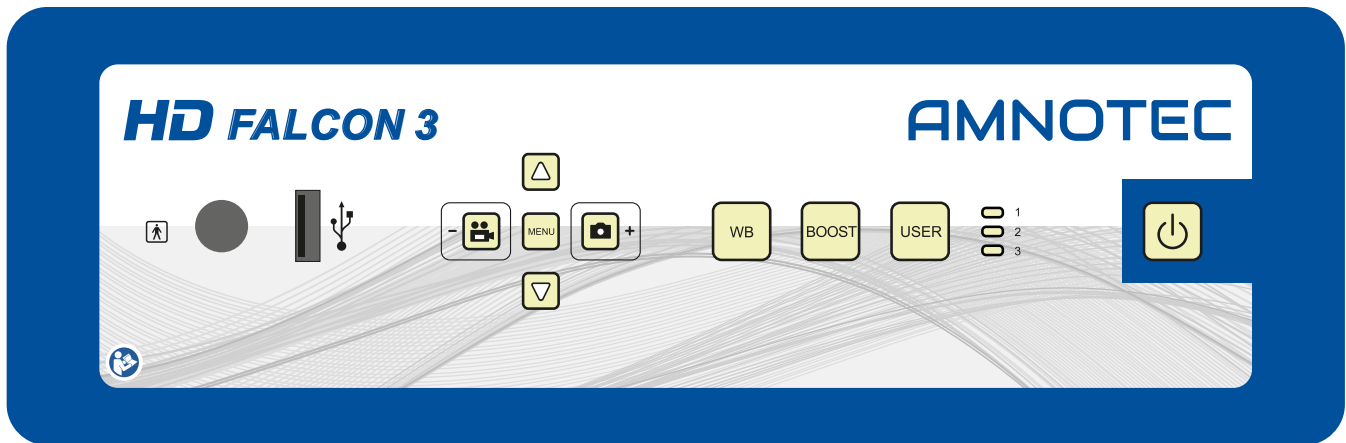 HD FALCON 3
AMNOTEC
- MENU +
WB
BOOST
USER
1
2
3